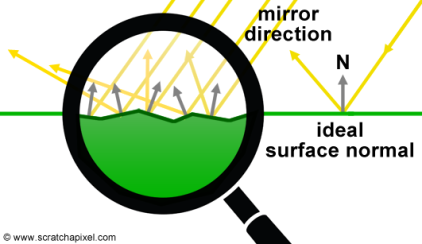 mirror
direction
N
ideal
surface normal
© www.scratchapixel.com